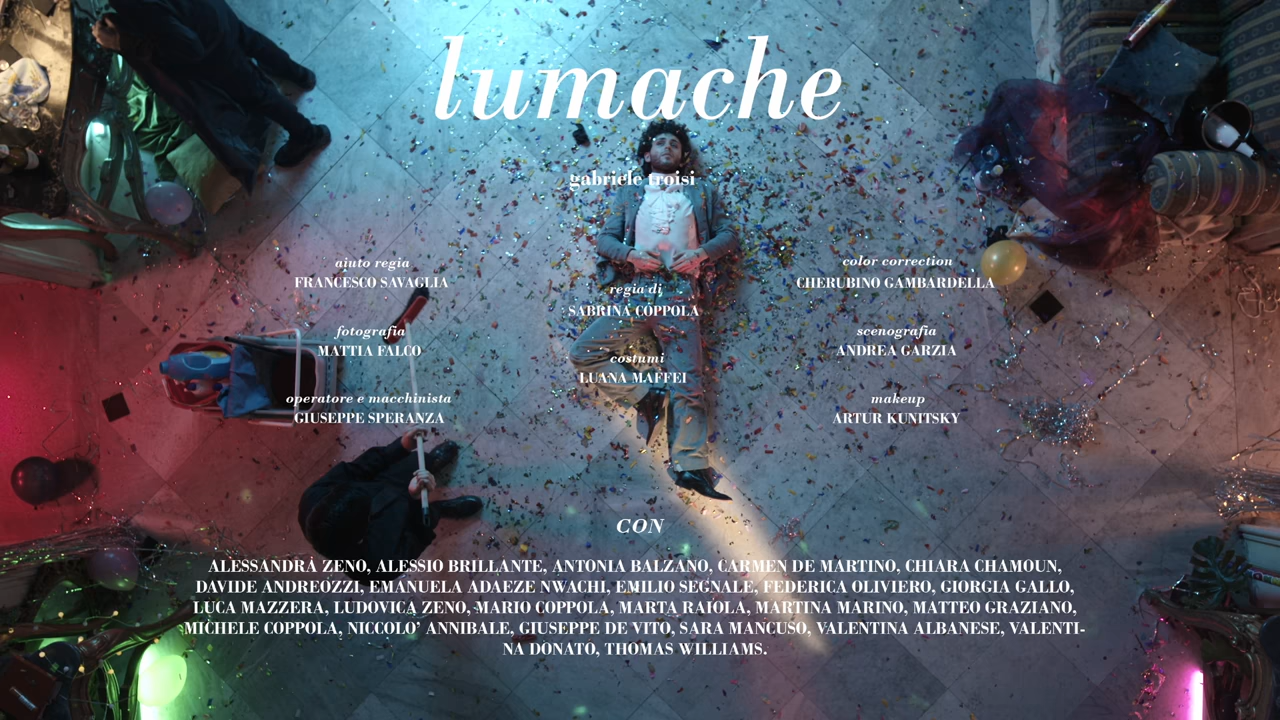 lumache
gabriele troisi
aiuto regia
FRANCESCO SAVAGLIA
fotografia
MATTIA FALCO
operatore e macchinista
GIUSEPPE SPERANZA
regia di
SABRINA COPPOLA
costumi
LUANA MAFFEI
color correction
CHERUBINO GAMBARDELLA
scenografia
ANDREA GARZIA
makeup
ARTUR KUNITSKY
CON
ALESSANDRA ZENO, ALESSIO BRILLANTE, ANTONIA BALZANO, CARMEN DE MARTINO, CHIARA CHAMOUN,
DAVIDE ANDREOZZI, EMANUELA ADAEZE NWACHI, EMILIO SEGNALE, FEDERICA OLIVIERO, GIORGIA GALLO,
LUCA MAZZERA, LUDOVICA ZENO, MARIO COPPOLA, MARTA RAIOLA, MARTINA MARINO, MATTEO GRAZIANO,
MICHELE COPPOLA, NICCOLO' ANNIBALE, GIUSEPPE DE VITO, SARA MANCUSO, VALENTINA ALBANESE, VALENTI-
NA DONATO, THOMAS WILLIAMS.